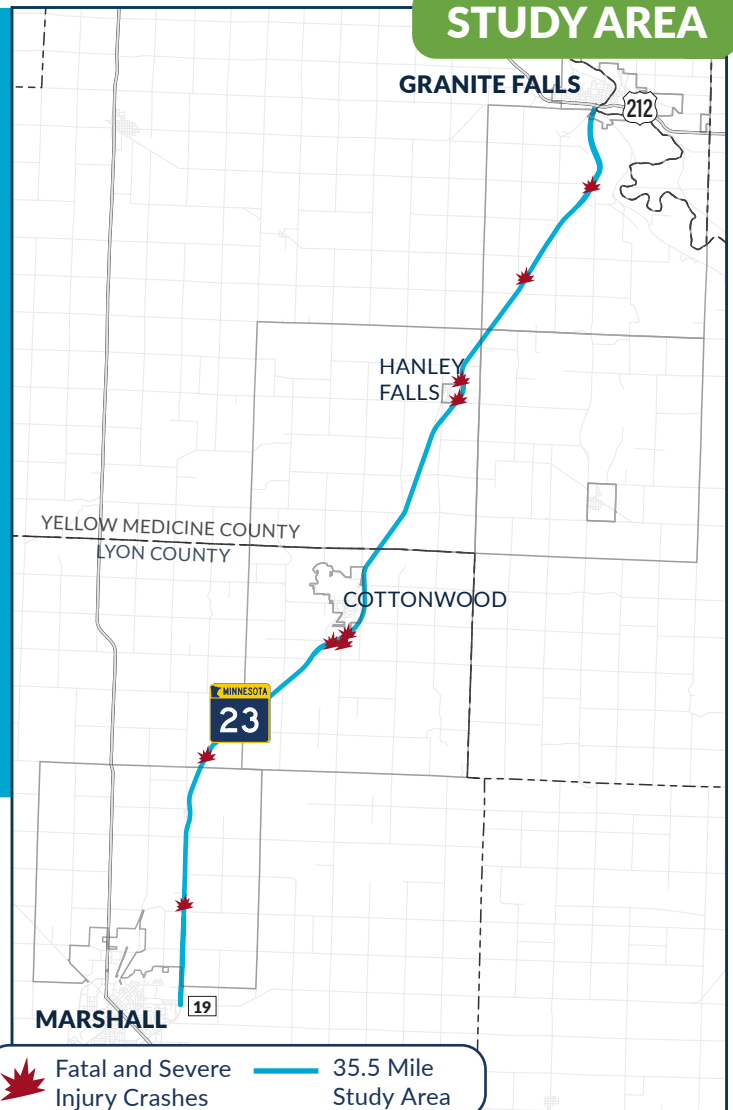 STUDY AREA
GRANITE FALLS
212
HANLEY
FALLS
YELLOW MEDICINE COUNTY
LYON COUNTY
COTTONWOOD
MINNESOTA
23
19
MARSHALL
Fatal and Severe
Injury Crashes
35.5 Mile
Study Area